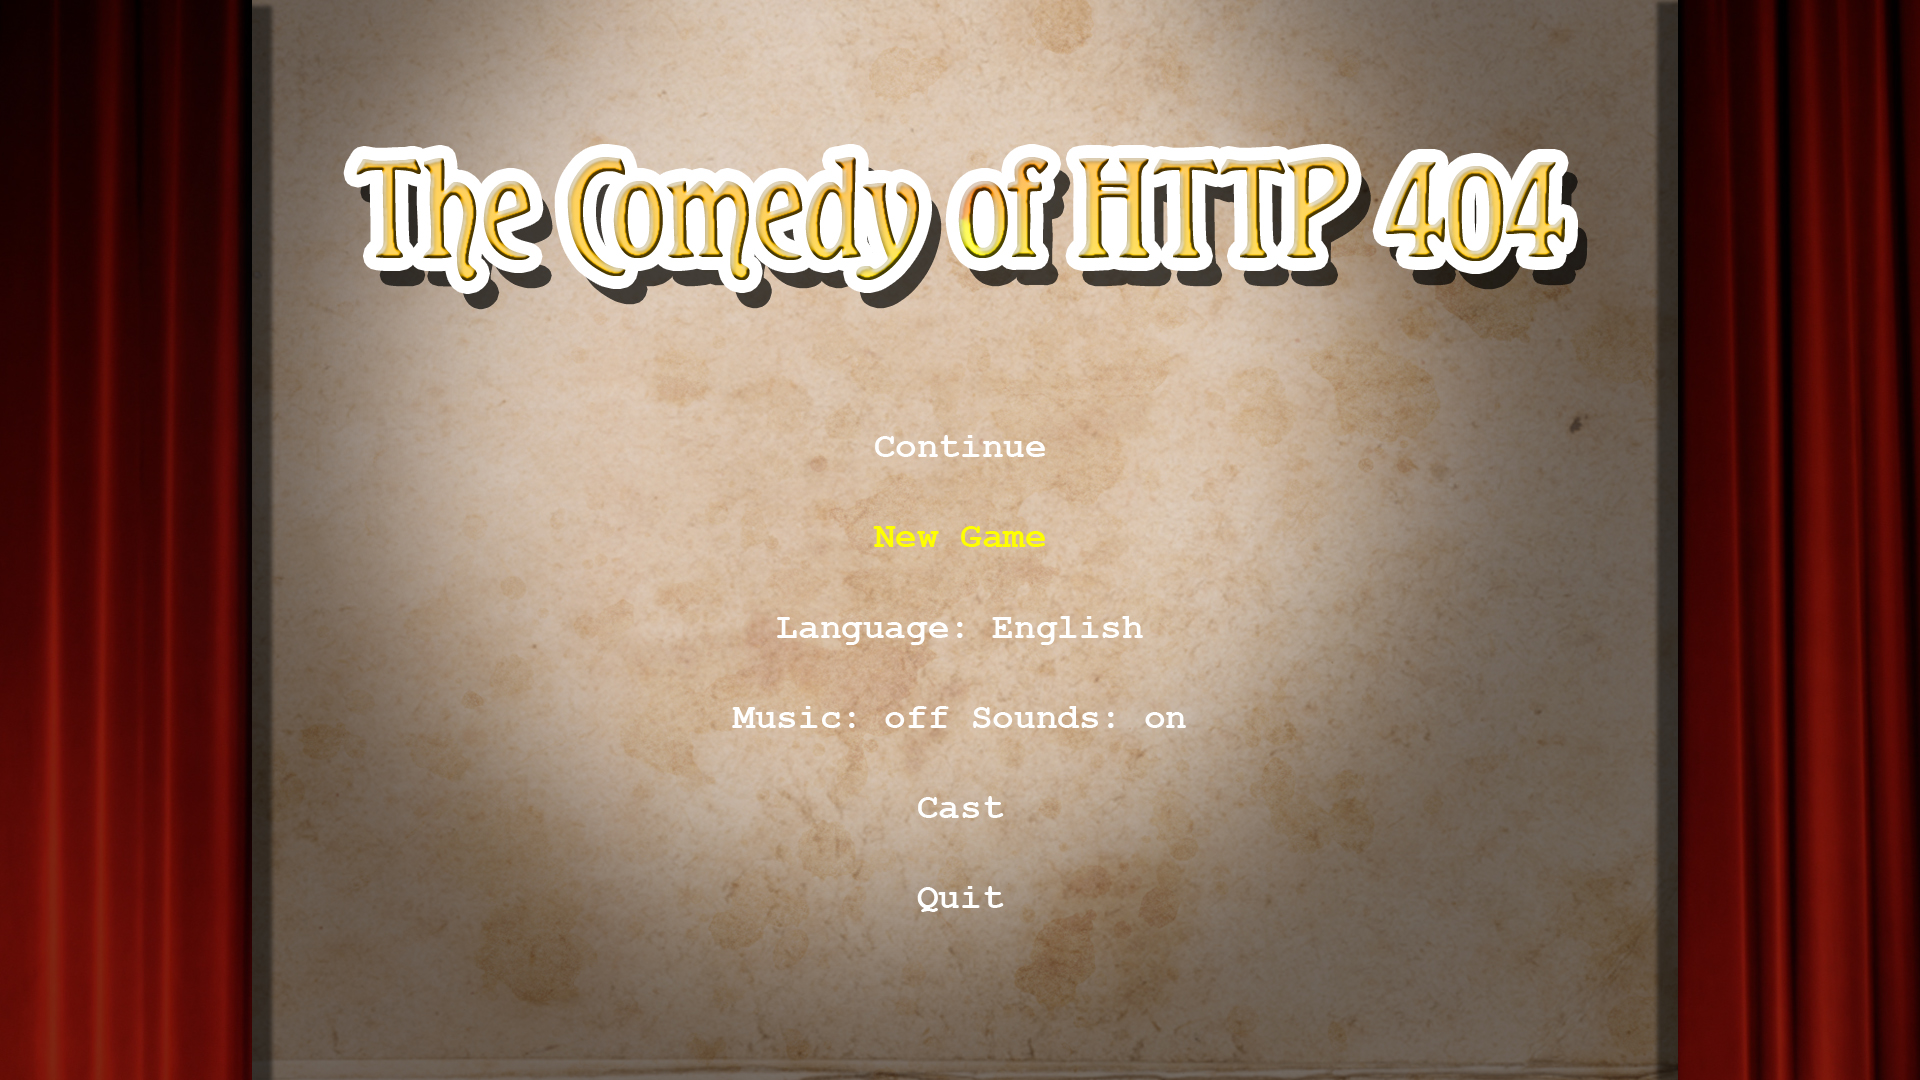 The Comedy of HTTP 404
Continue
New Game
Language: English
Music: off Sounds: on
Cast
Quit